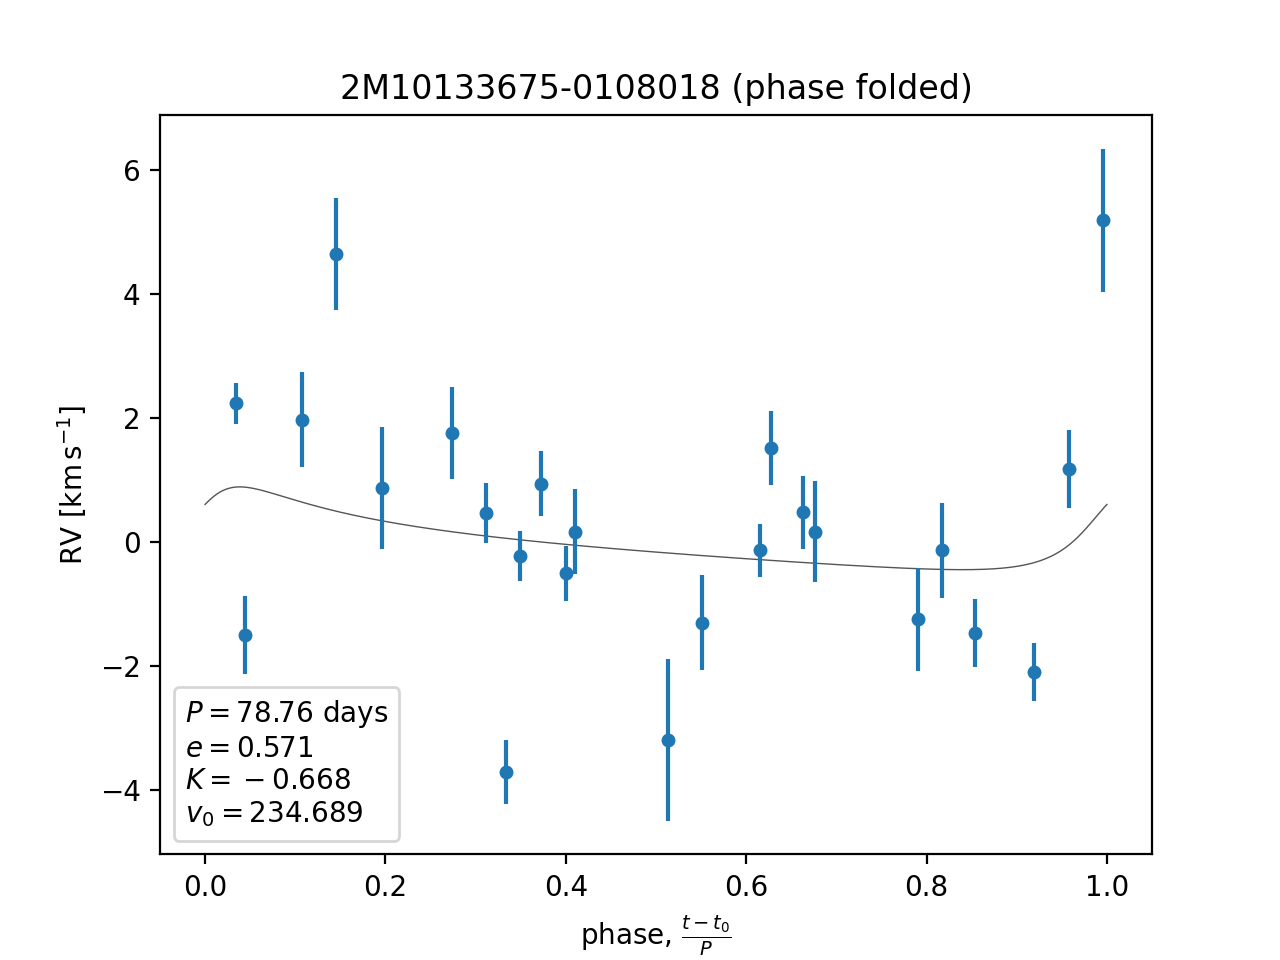 2M10133675-0108018 (phase folded)
6
4
2
0
−2
−4
RV [km s⁻¹]
P = 78.76 days
e = 0.571
K = −0.668
v₀ = 234.689
0.0 0.2 0.4 0.6 0.8 1.0
phase, (t − t₀)/P